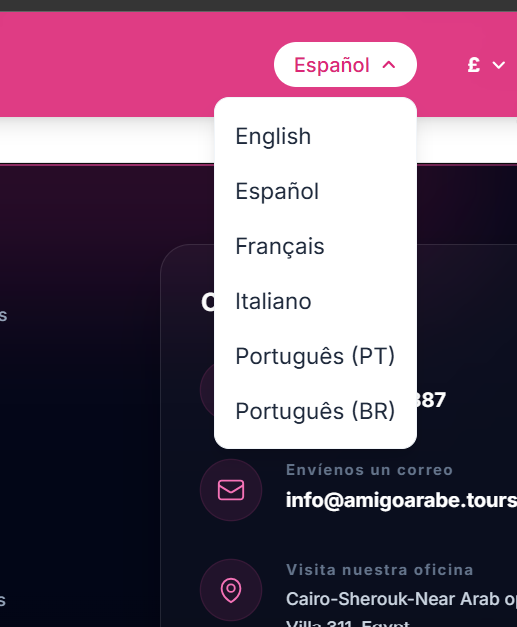 Español
£
English
Español
Français
Italiano
Português (PT)
Português (BR)
387
Envíenos un correo
info@amigoarabe.tours
Visita nuestra oficina
Cairo-Sherouk-Near Arab
Villa 311, Egypt